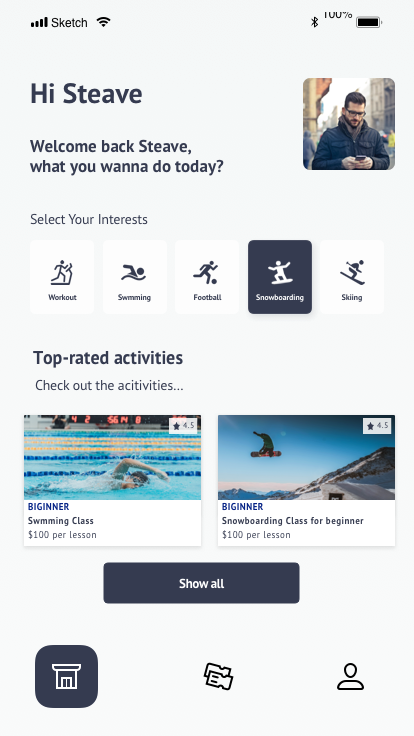 Sketch 100%
Hi Steave
Welcome back Steave,
what you wanna do today?
Select Your Interests
Workout Swmming Football Snowboarding Skiing
Top-rated activities
Check out the acitivities...
4.5 4.5
BIGINNER BIGINNER
Swmming Class Snowboarding Class for beginner
$100 per lesson $100 per lesson
Show all